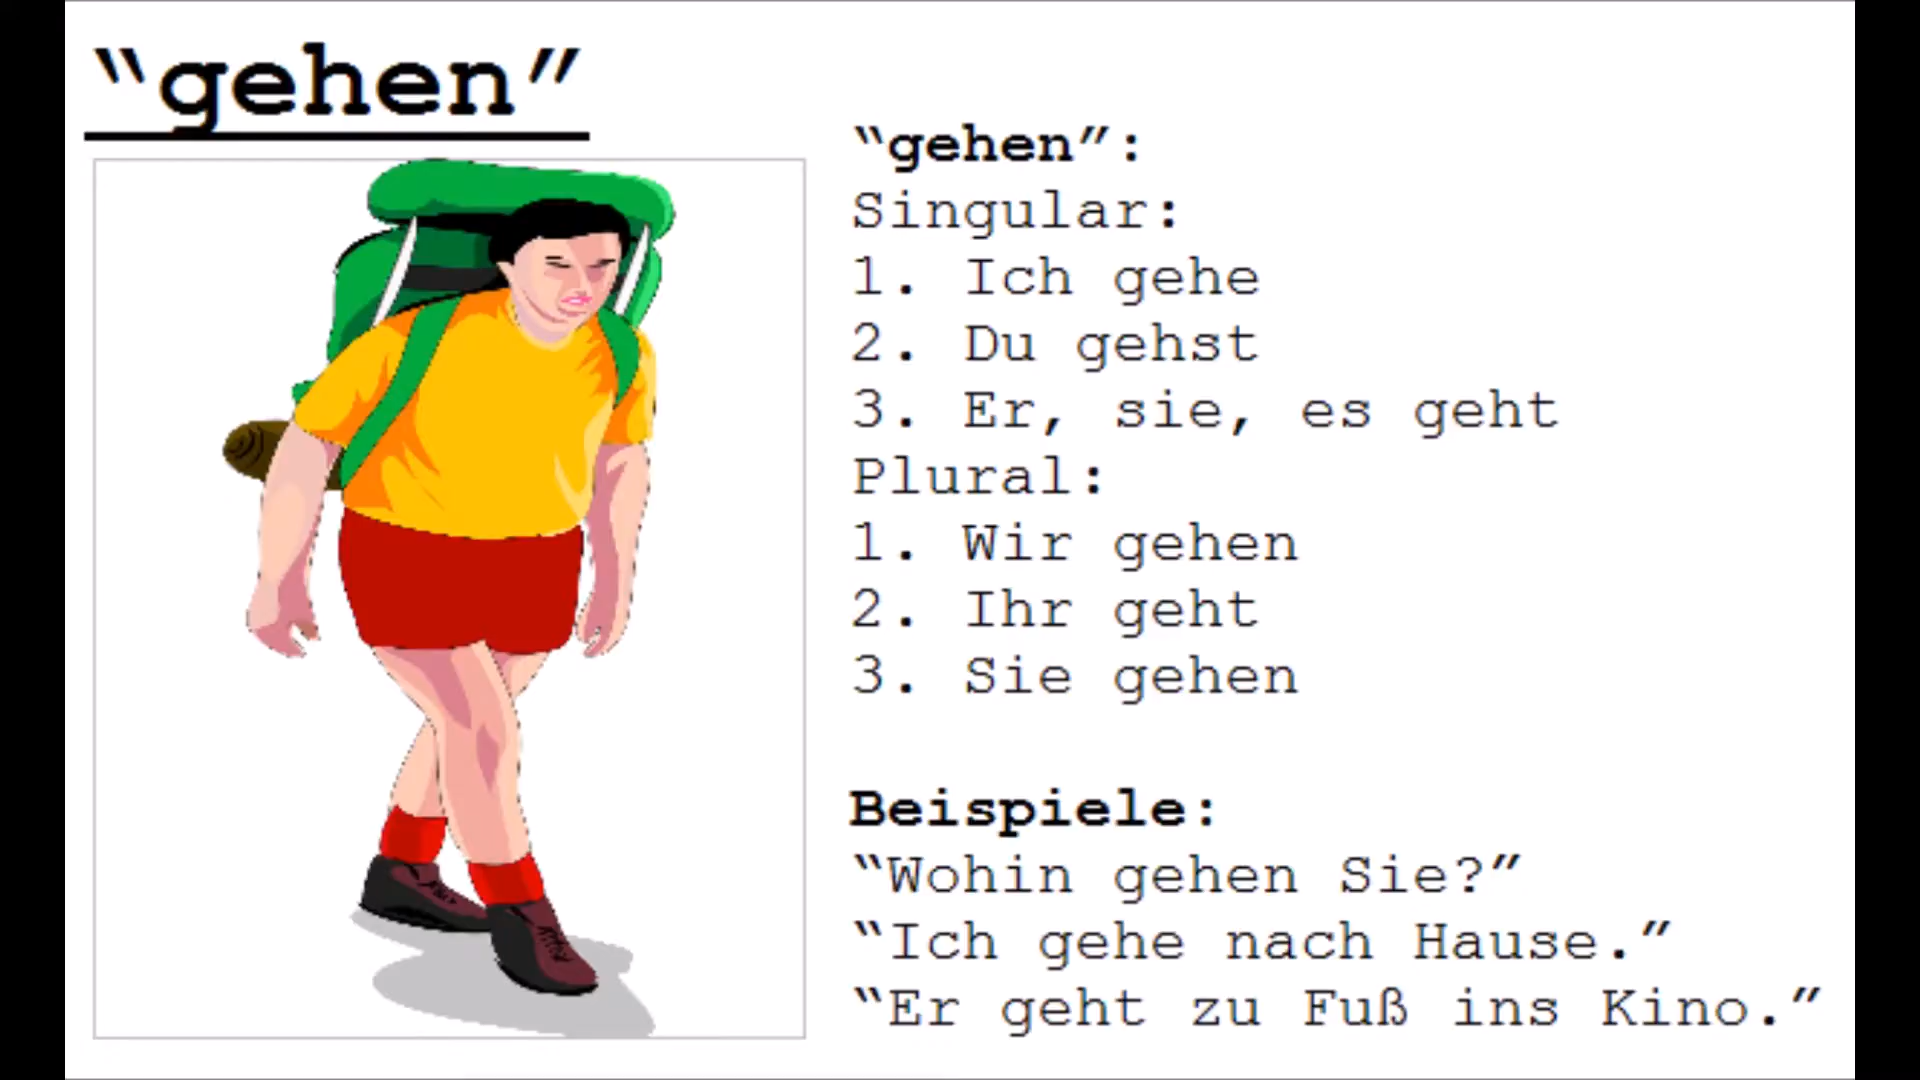 “gehen”
“gehen”:
Singular:
1. Ich gehe
2. Du gehst
3. Er, sie, es geht
Plural:
1. Wir gehen
2. Ihr geht
3. Sie gehen
Beispiele:
“Wohin gehen Sie?”
“Ich gehe nach Hause.”
“Er geht zu Fuß ins Kino.”